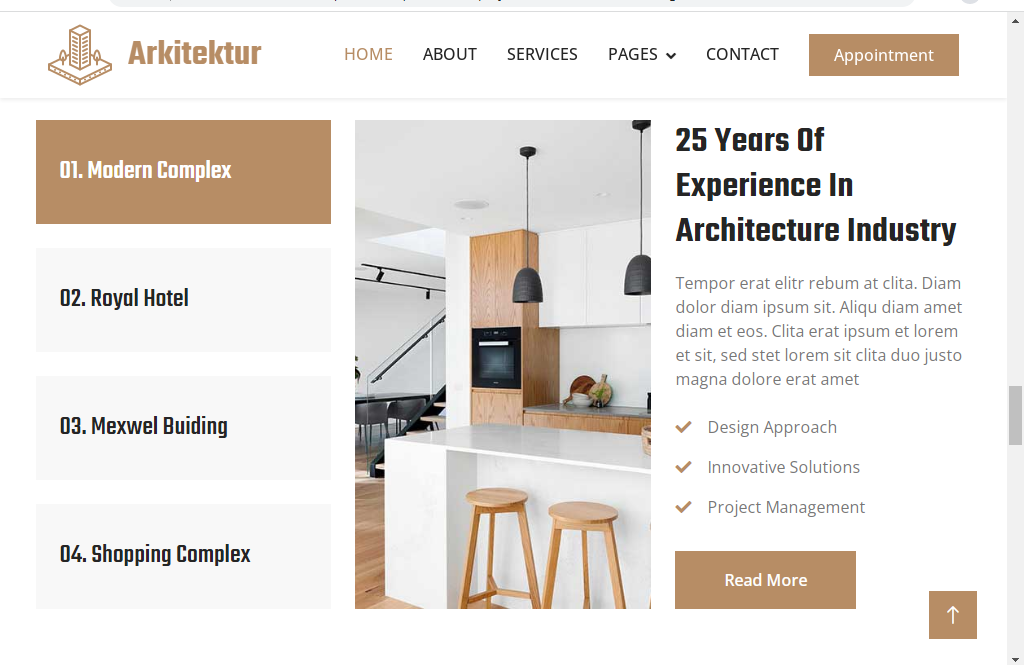 Arkitektur
HOME
ABOUT
SERVICES
PAGES
CONTACT
Appointment
01. Modern Complex
02. Royal Hotel
03. Mexwel Buiding
04. Shopping Complex
25 Years Of
Experience In
Architecture Industry
Tempor erat elitr rebum at clita. Diam
dolor diam ipsum sit. Aliqu diam amet
diam et eos. Clita erat ipsum et lorem
et sit, sed stet lorem sit clita duo justo
magna dolore erat amet
Design Approach
Innovative Solutions
Project Management
Read More